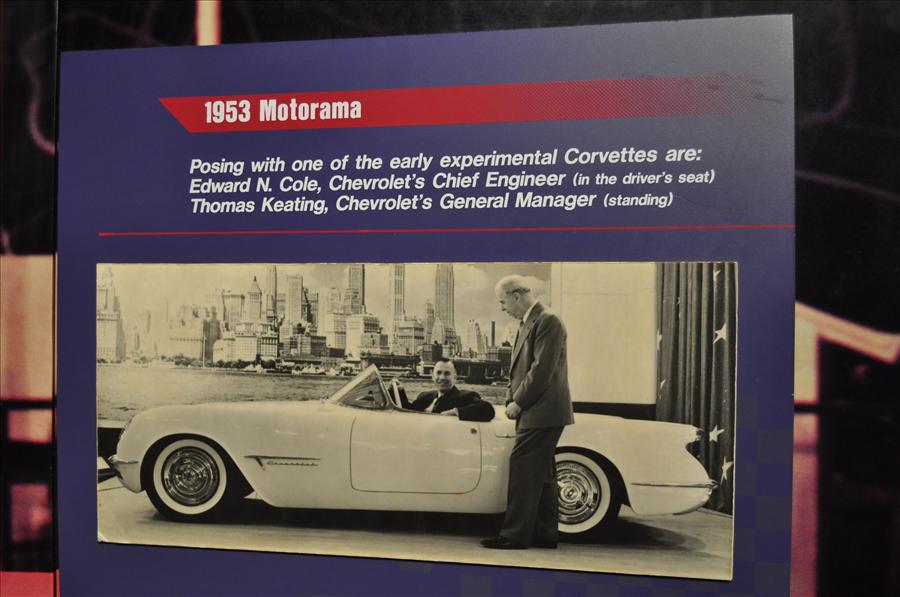 1953 Motorama
Posing with one of the early experimental Corvettes are:
Edward N. Cole, Chevrolet's Chief Engineer (in the driver's seat)
Thomas Keating, Chevrolet's General Manager (standing)
Chevrolet